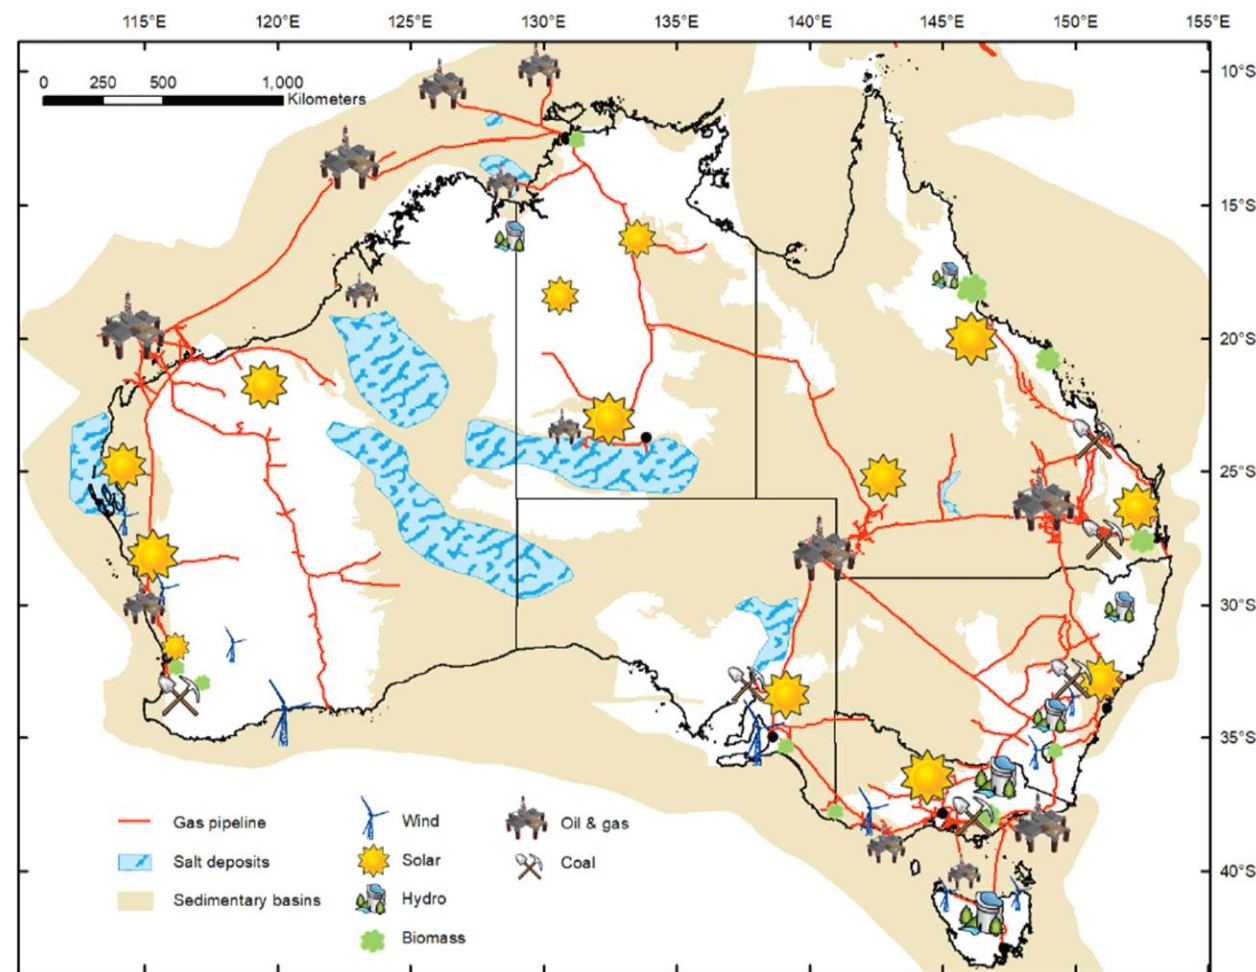 115°E 120°E 125°E 130°E 135°E 140°E 145°E 150°E 155°E
0 250 500 1,000
Kilometers
10°S
15°S
20°S
25°S
30°S
35°S
40°S
Gas pipeline
Salt deposits
Sedimentary basins
Wind
Solar
Hydro
Biomass
Oil & gas
Coal